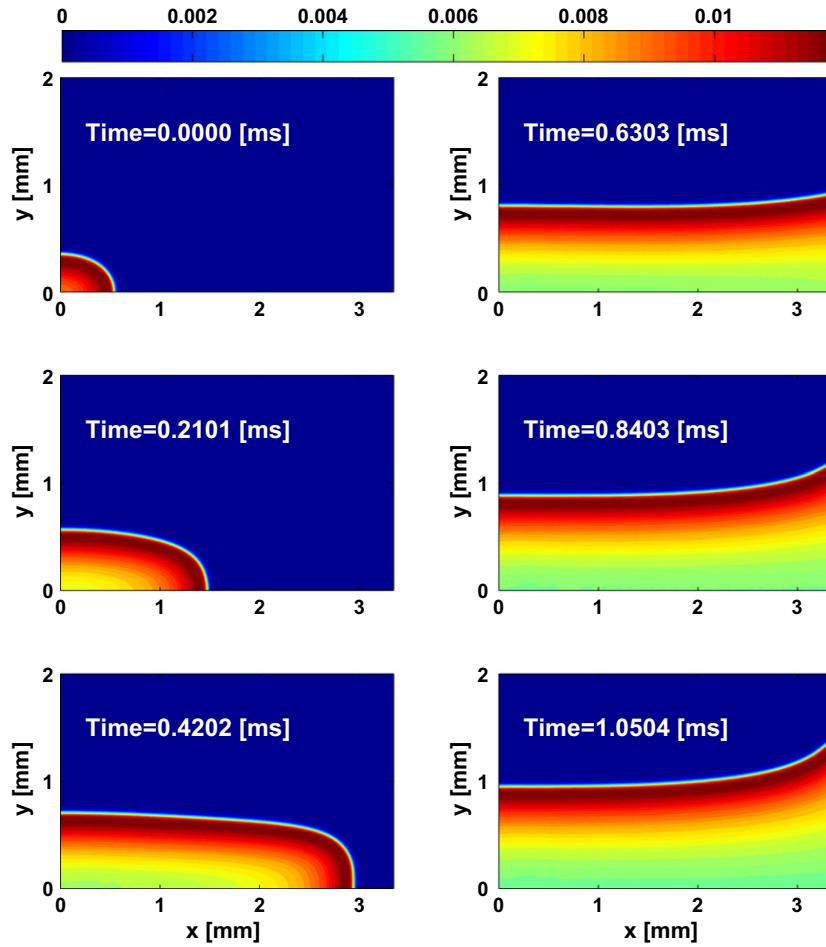 0 0.002 0.004 0.006 0.008 0.01
2
Time=0.0000 [ms]
y [mm]
1
0
0 1 2 3
2
Time=0.6303 [ms]
y [mm]
1
0
0 1 2 3
2
Time=0.2101 [ms]
y [mm]
1
0
0 1 2 3
2
Time=0.8403 [ms]
y [mm]
1
0
0 1 2 3
2
Time=0.4202 [ms]
y [mm]
1
0
0 1 2 3
x [mm]
2
Time=1.0504 [ms]
y [mm]
1
0
0 1 2 3
x [mm]